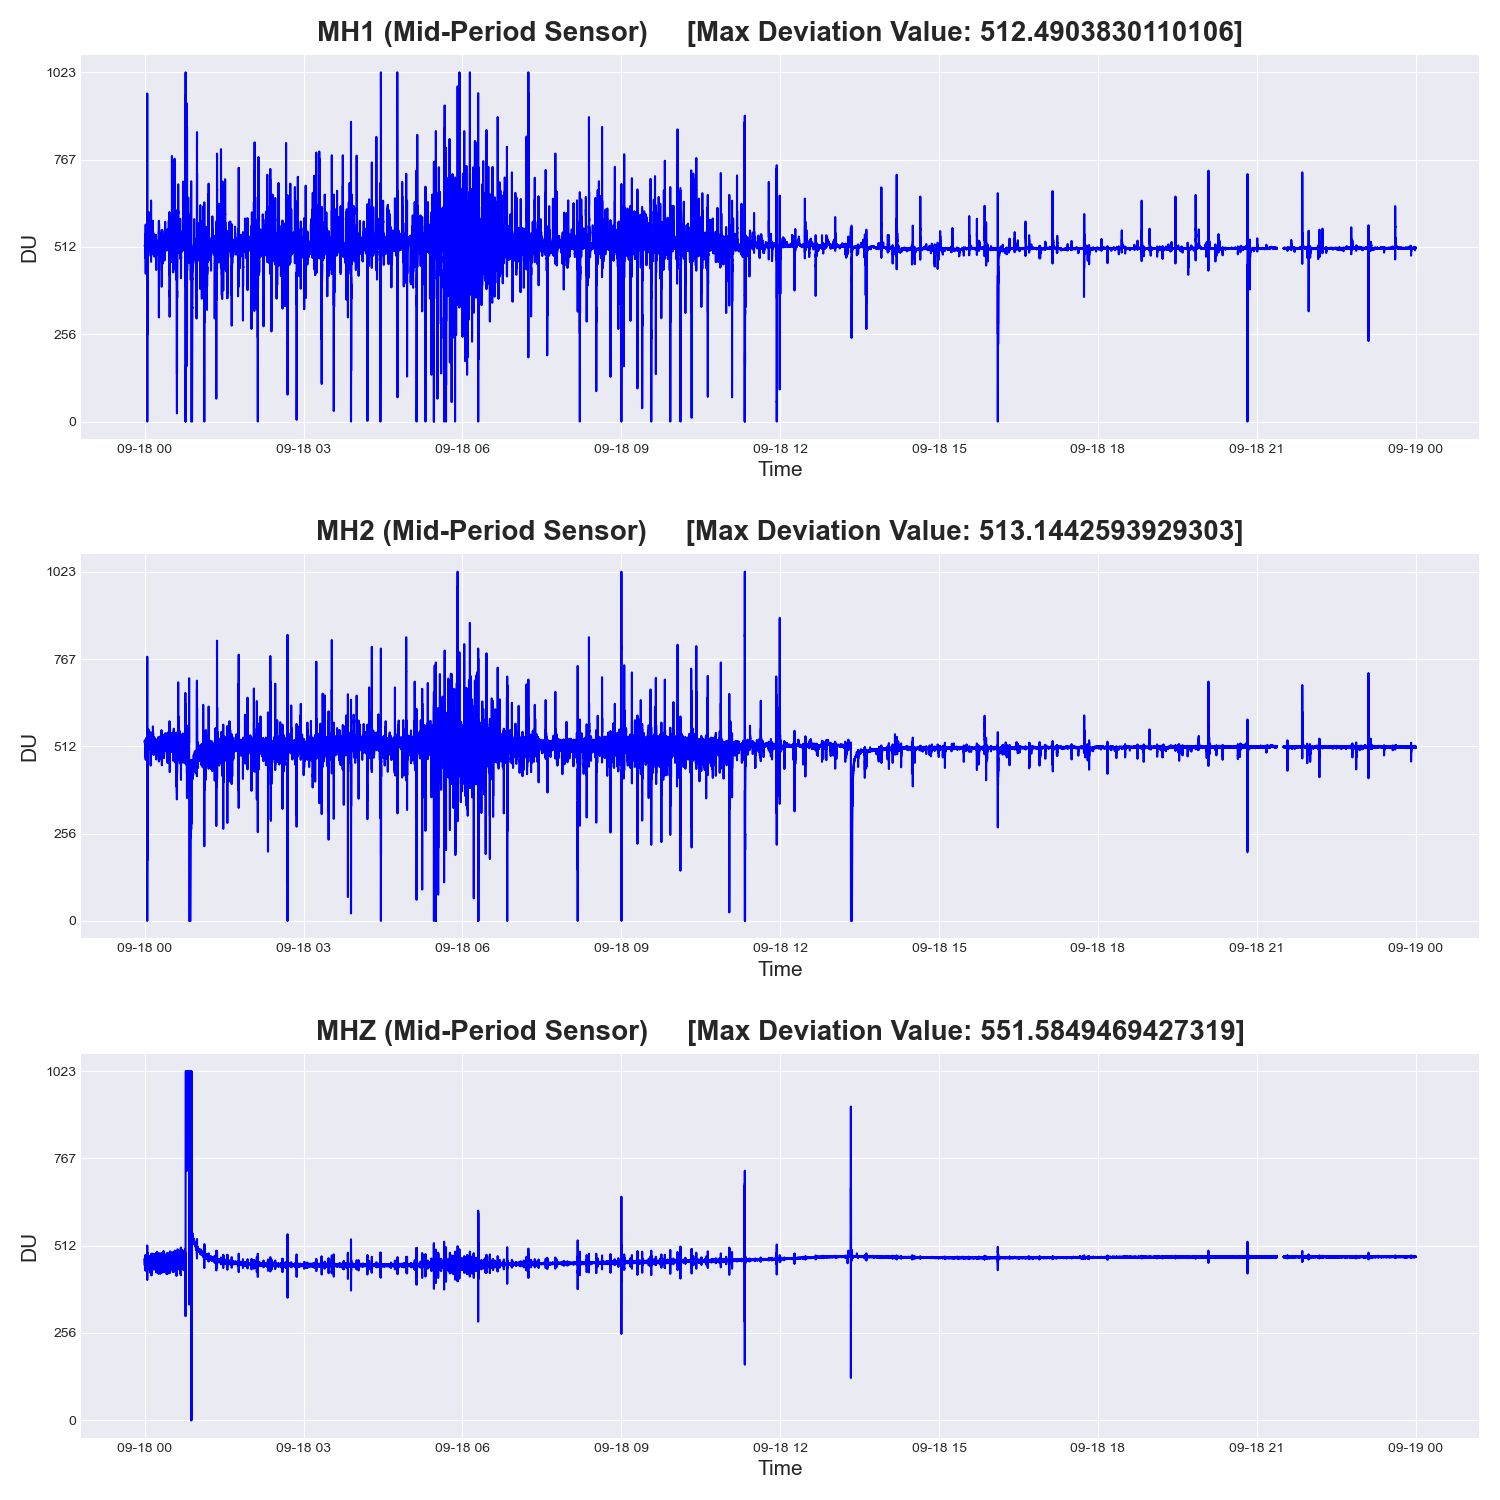 MH1 (Mid-Period Sensor) [Max Deviation Value: 512.4903830110106]
1023
767
512
256
0
DU
09-18 00 09-18 03 09-18 06 09-18 09 09-18 12 09-18 15 09-18 18 09-18 21 09-19 00
Time
MH2 (Mid-Period Sensor) [Max Deviation Value: 513.1442593929303]
1023
767
512
256
0
DU
09-18 00 09-18 03 09-18 06 09-18 09 09-18 12 09-18 15 09-18 18 09-18 21 09-19 00
Time
MHZ (Mid-Period Sensor) [Max Deviation Value: 551.5849469427319]
1023
767
512
256
0
DU
09-18 00 09-18 03 09-18 06 09-18 09 09-18 12 09-18 15 09-18 18 09-18 21 09-19 00
Time